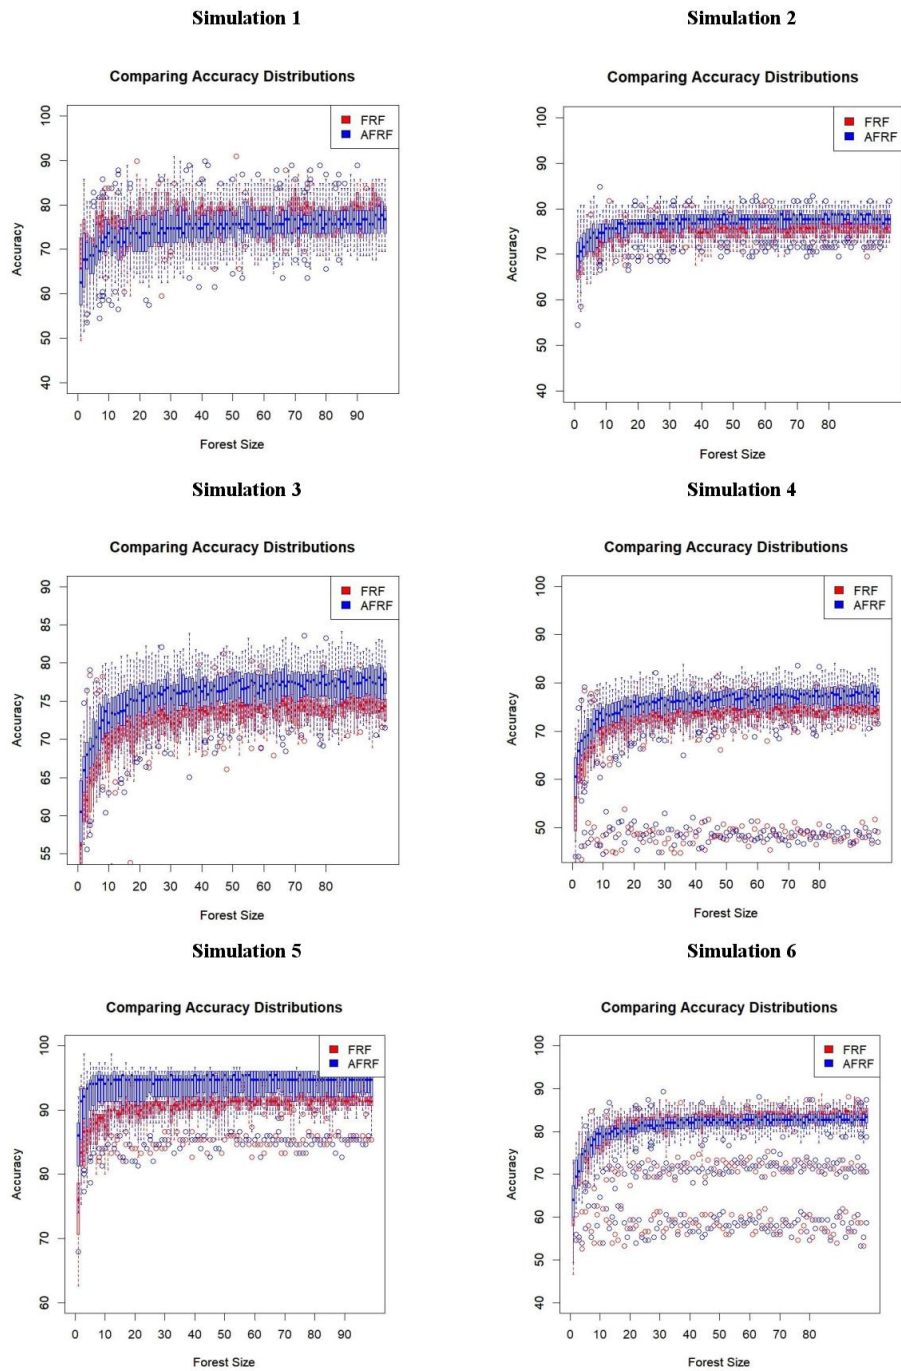 Simulation 1
Comparing Accuracy Distributions
FRF
AFRF
100
90
80
70
60
50
40
Accuracy
0 10 20 30 40 50 60 70 80 90
Forest Size
Simulation 2
Comparing Accuracy Distributions
FRF
AFRF
100
90
80
70
60
50
40
Accuracy
0 10 20 30 40 50 60 70 80
Forest Size
Simulation 3
Comparing Accuracy Distributions
FRF
AFRF
90
85
80
75
70
65
60
55
Accuracy
0 10 20 30 40 50 60 70 80
Forest Size
Simulation 4
Comparing Accuracy Distributions
FRF
AFRF
100
90
80
70
60
50
Accuracy
0 10 20 30 40 50 60 70 80
Forest Size
Simulation 5
Comparing Accuracy Distributions
FRF
AFRF
100
90
80
70
60
Accuracy
0 10 20 30 40 50 60 70 80 90
Forest Size
Simulation 6
Comparing Accuracy Distributions
FRF
AFRF
100
90
80
70
60
50
40
Accuracy
0 10 20 30 40 50 60 70 80
Forest Size